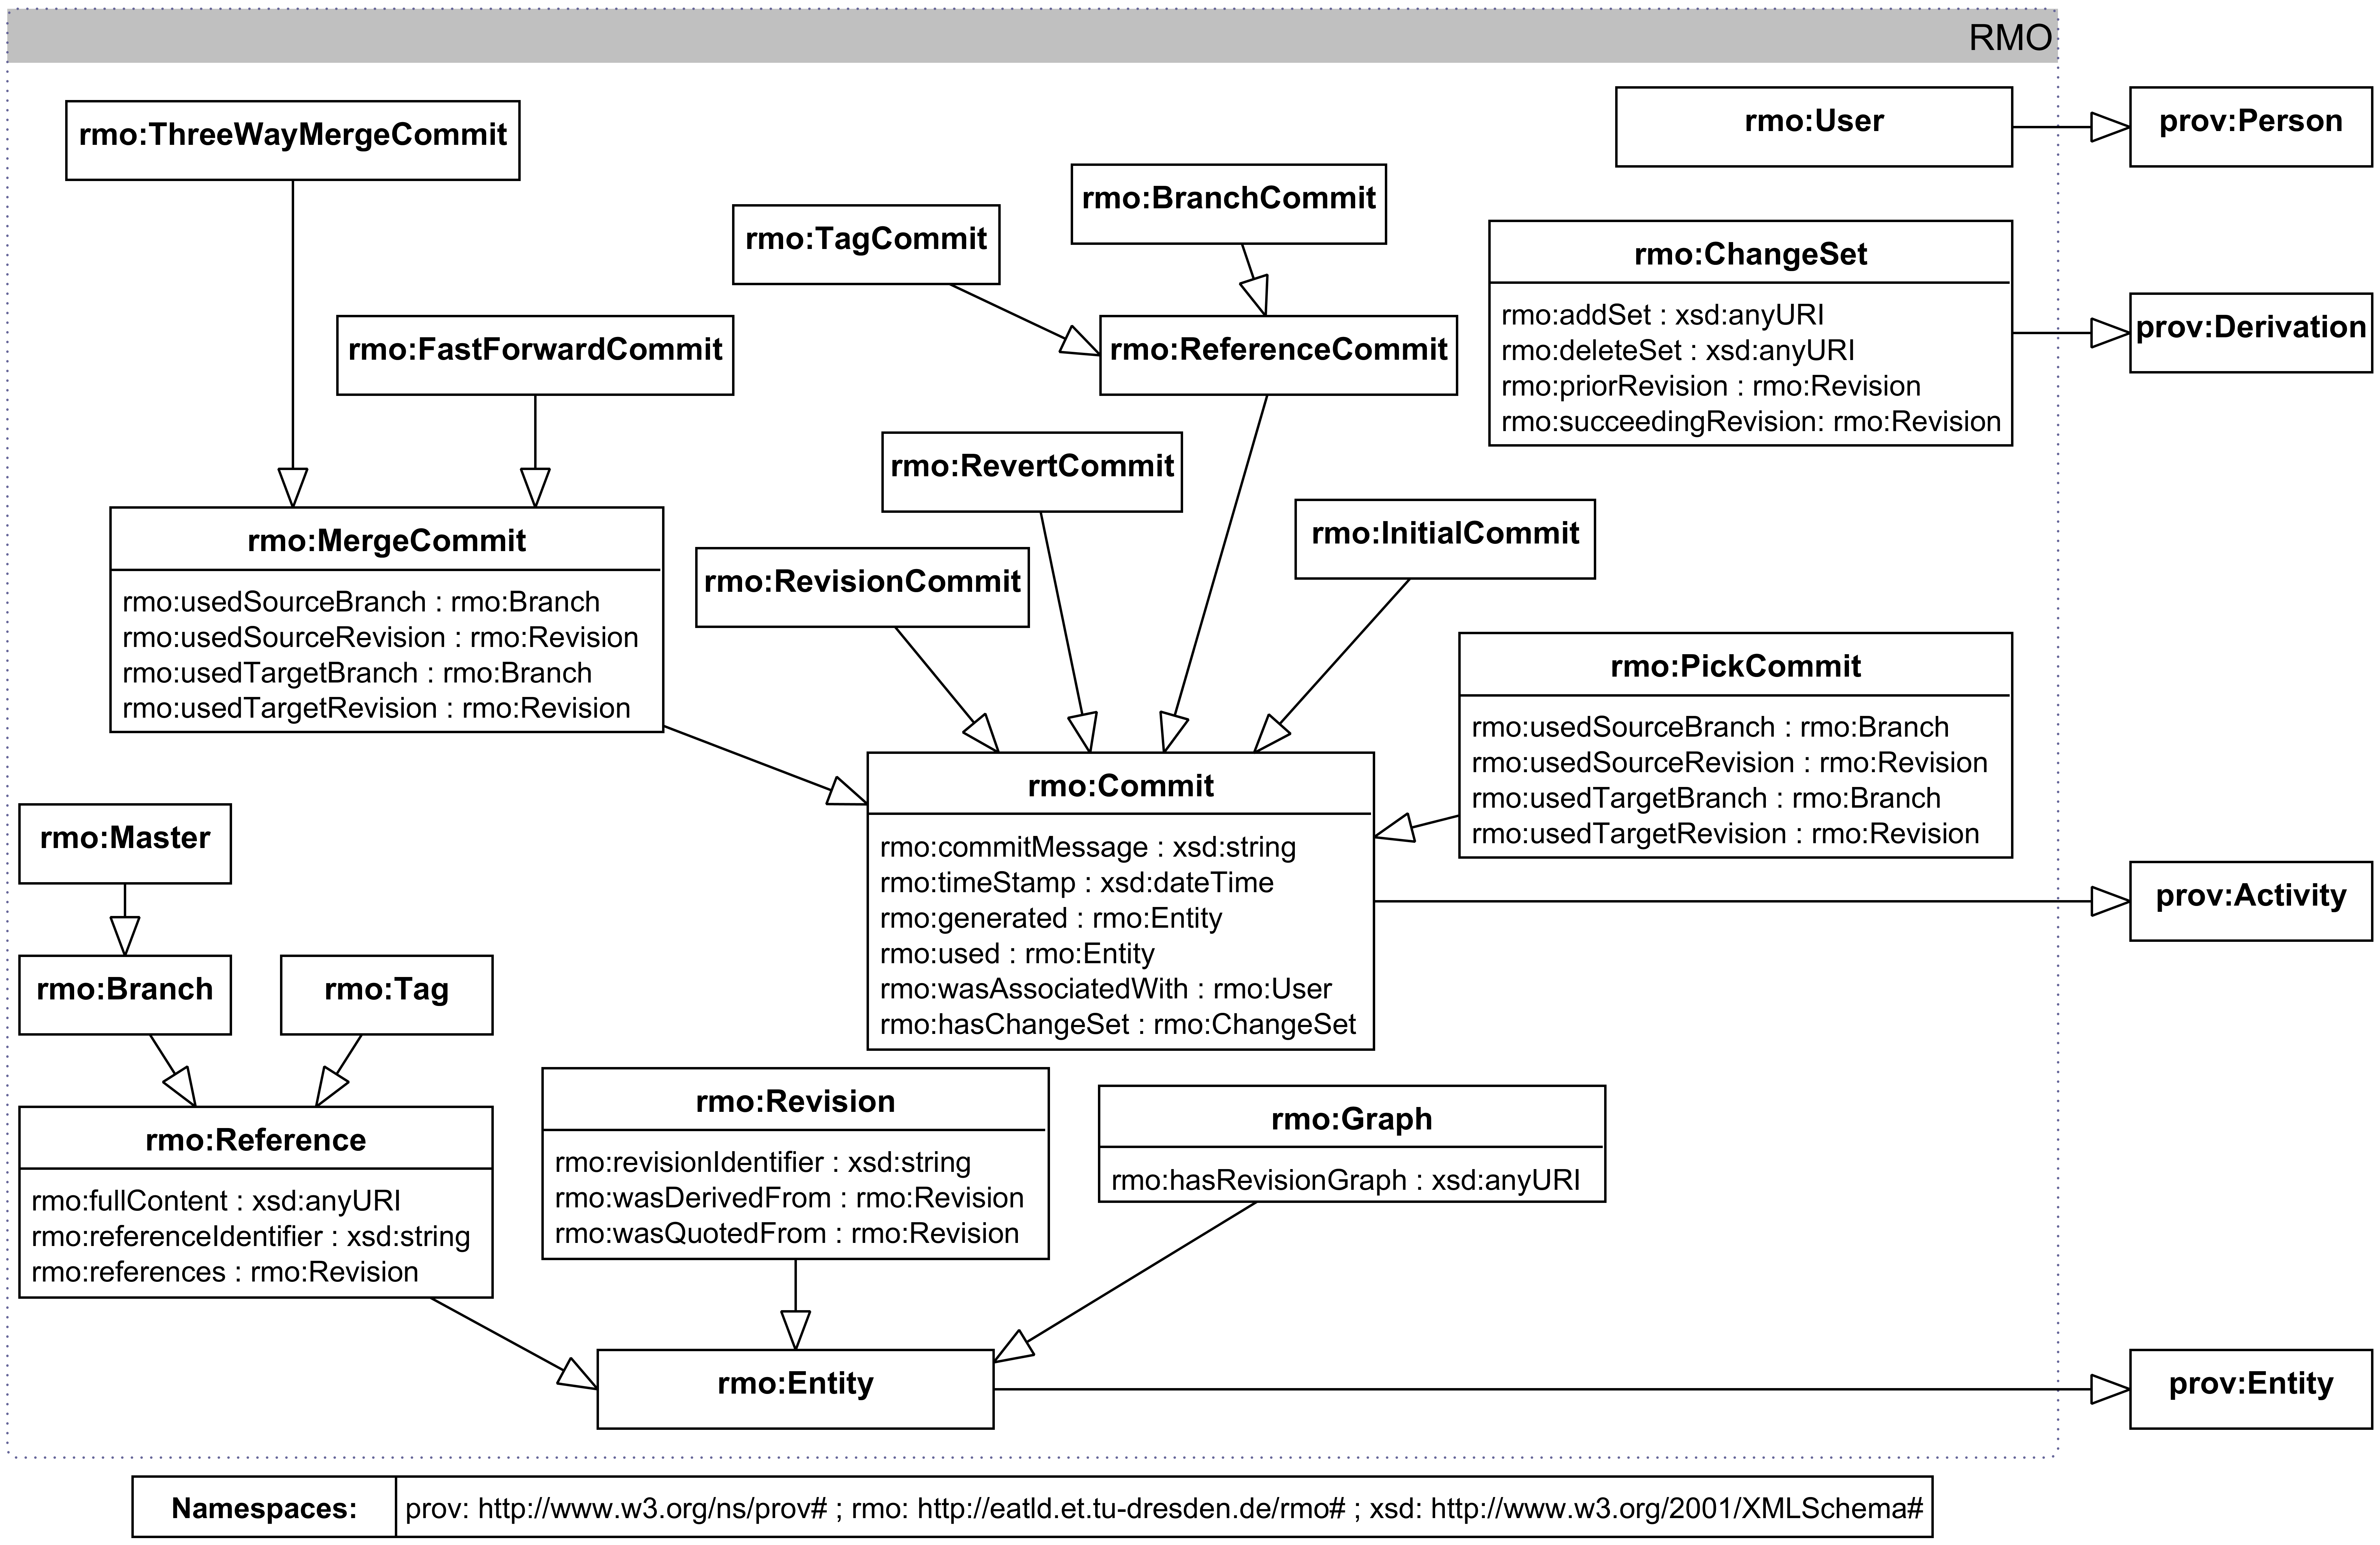 RMO
rmo:ThreeWayMergeCommit
rmo:User
prov:Person
rmo:BranchCommit
rmo:TagCommit
rmo:ChangeSet
rmo:addSet : xsd:anyURI
rmo:deleteSet : xsd:anyURI
rmo:priorRevision : rmo:Revision
rmo:succeedingRevision: rmo:Revision
prov:Derivation
rmo:FastForwardCommit
rmo:ReferenceCommit
rmo:RevertCommit
rmo:InitialCommit
rmo:MergeCommit
rmo:usedSourceBranch : rmo:Branch
rmo:usedSourceRevision : rmo:Revision
rmo:usedTargetBranch : rmo:Branch
rmo:usedTargetRevision : rmo:Revision
rmo:RevisionCommit
rmo:PickCommit
rmo:usedSourceBranch : rmo:Branch
rmo:usedSourceRevision : rmo:Revision
rmo:usedTargetBranch : rmo:Branch
rmo:usedTargetRevision : rmo:Revision
rmo:Commit
rmo:commitMessage : xsd:string
rmo:timeStamp : xsd:dateTime
rmo:generated : rmo:Entity
rmo:used : rmo:Entity
rmo:wasAssociatedWith : rmo:User
rmo:hasChangeSet : rmo:ChangeSet
rmo:Master
prov:Activity
rmo:Branch
rmo:Tag
rmo:Reference
rmo:fullContent : xsd:anyURI
rmo:referenceIdentifier : xsd:string
rmo:references : rmo:Revision
rmo:Revision
rmo:revisionIdentifier : xsd:string
rmo:wasDerivedFrom : rmo:Revision
rmo:wasQuotedFrom : rmo:Revision
rmo:Graph
rmo:hasRevisionGraph : xsd:anyURI
rmo:Entity
prov:Entity
Namespaces:
prov: http://www.w3.org/ns/prov# ; rmo: http://eatld.et.tu-dresden.de/rmo# ; xsd: http://www.w3.org/2001/XMLSchema#